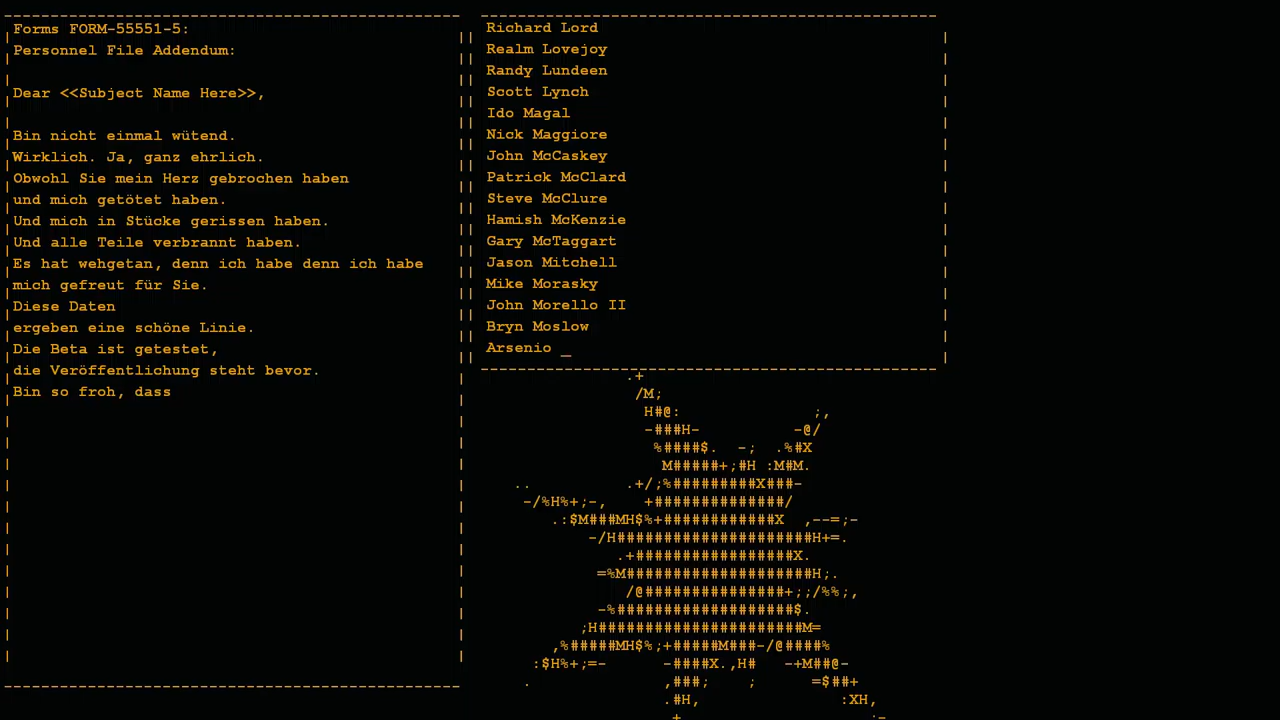 Forms FORM-55551-5:
Personnel File Addendum:
Dear <<Subject Name Here>>,
Bin nicht einmal wütend.
Wirklich. Ja, ganz ehrlich.
Obwohl Sie mein Herz gebrochen haben
und mich getötet haben.
Und mich in Stücke gerissen haben.
Und alle Teile verbrannt haben.
Es hat wehgetan, denn ich habe denn ich habe
mich gefreut für Sie.
Diese Daten
ergeben eine schöne Linie.
Die Beta ist getestet,
die Veröffentlichung steht bevor.
Bin so froh, dass
Richard Lord
Realm Lovejoy
Randy Lundeen
Scott Lynch
Ido Magal
Nick Maggiore
John McCaskey
Patrick McClard
Steve McClure
Hamish McKenzie
Gary McTaggart
Jason Mitchell
Mike Morasky
John Morello II
Bryn Moslow
Arsenio _